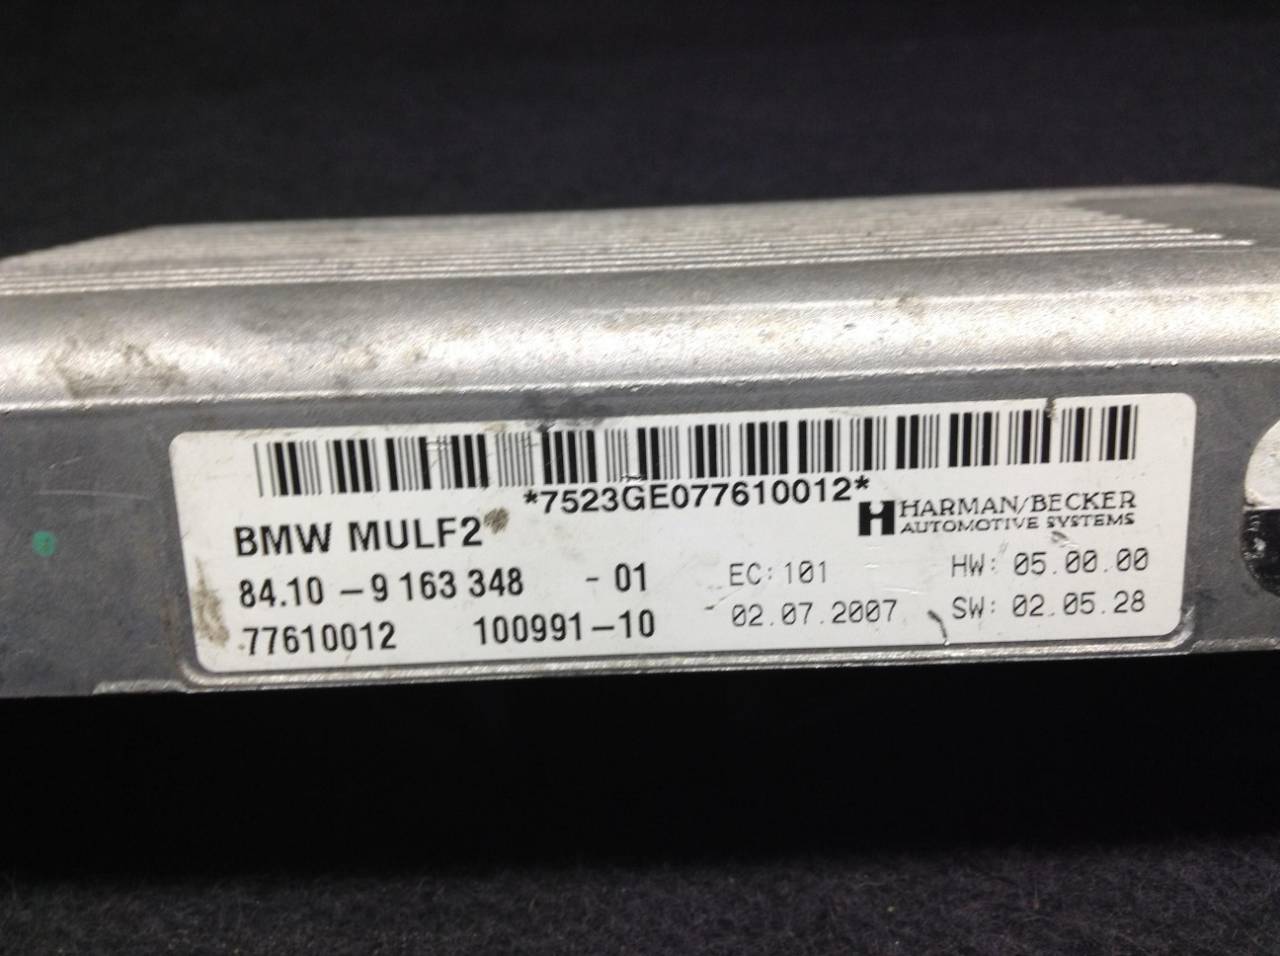 *7523GE077610012*
BMW MULF2
H HARMAN/BECKER
AUTOMOTIVE SYSTEMS
84.10 – 9 163 348 - 01 EC: 101 HW: 05.00.00
77610012 100991–10 02.07.2007 SW: 02.05.28